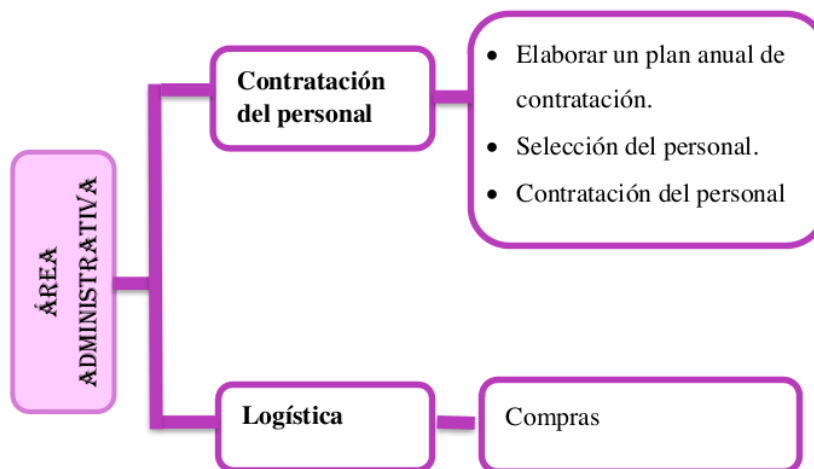 ÁREA
ADMINISTRATIVA
Contratación
del personal
• Elaborar un plan anual de
contratación.
• Selección del personal.
• Contratación del personal
Logística
Compras